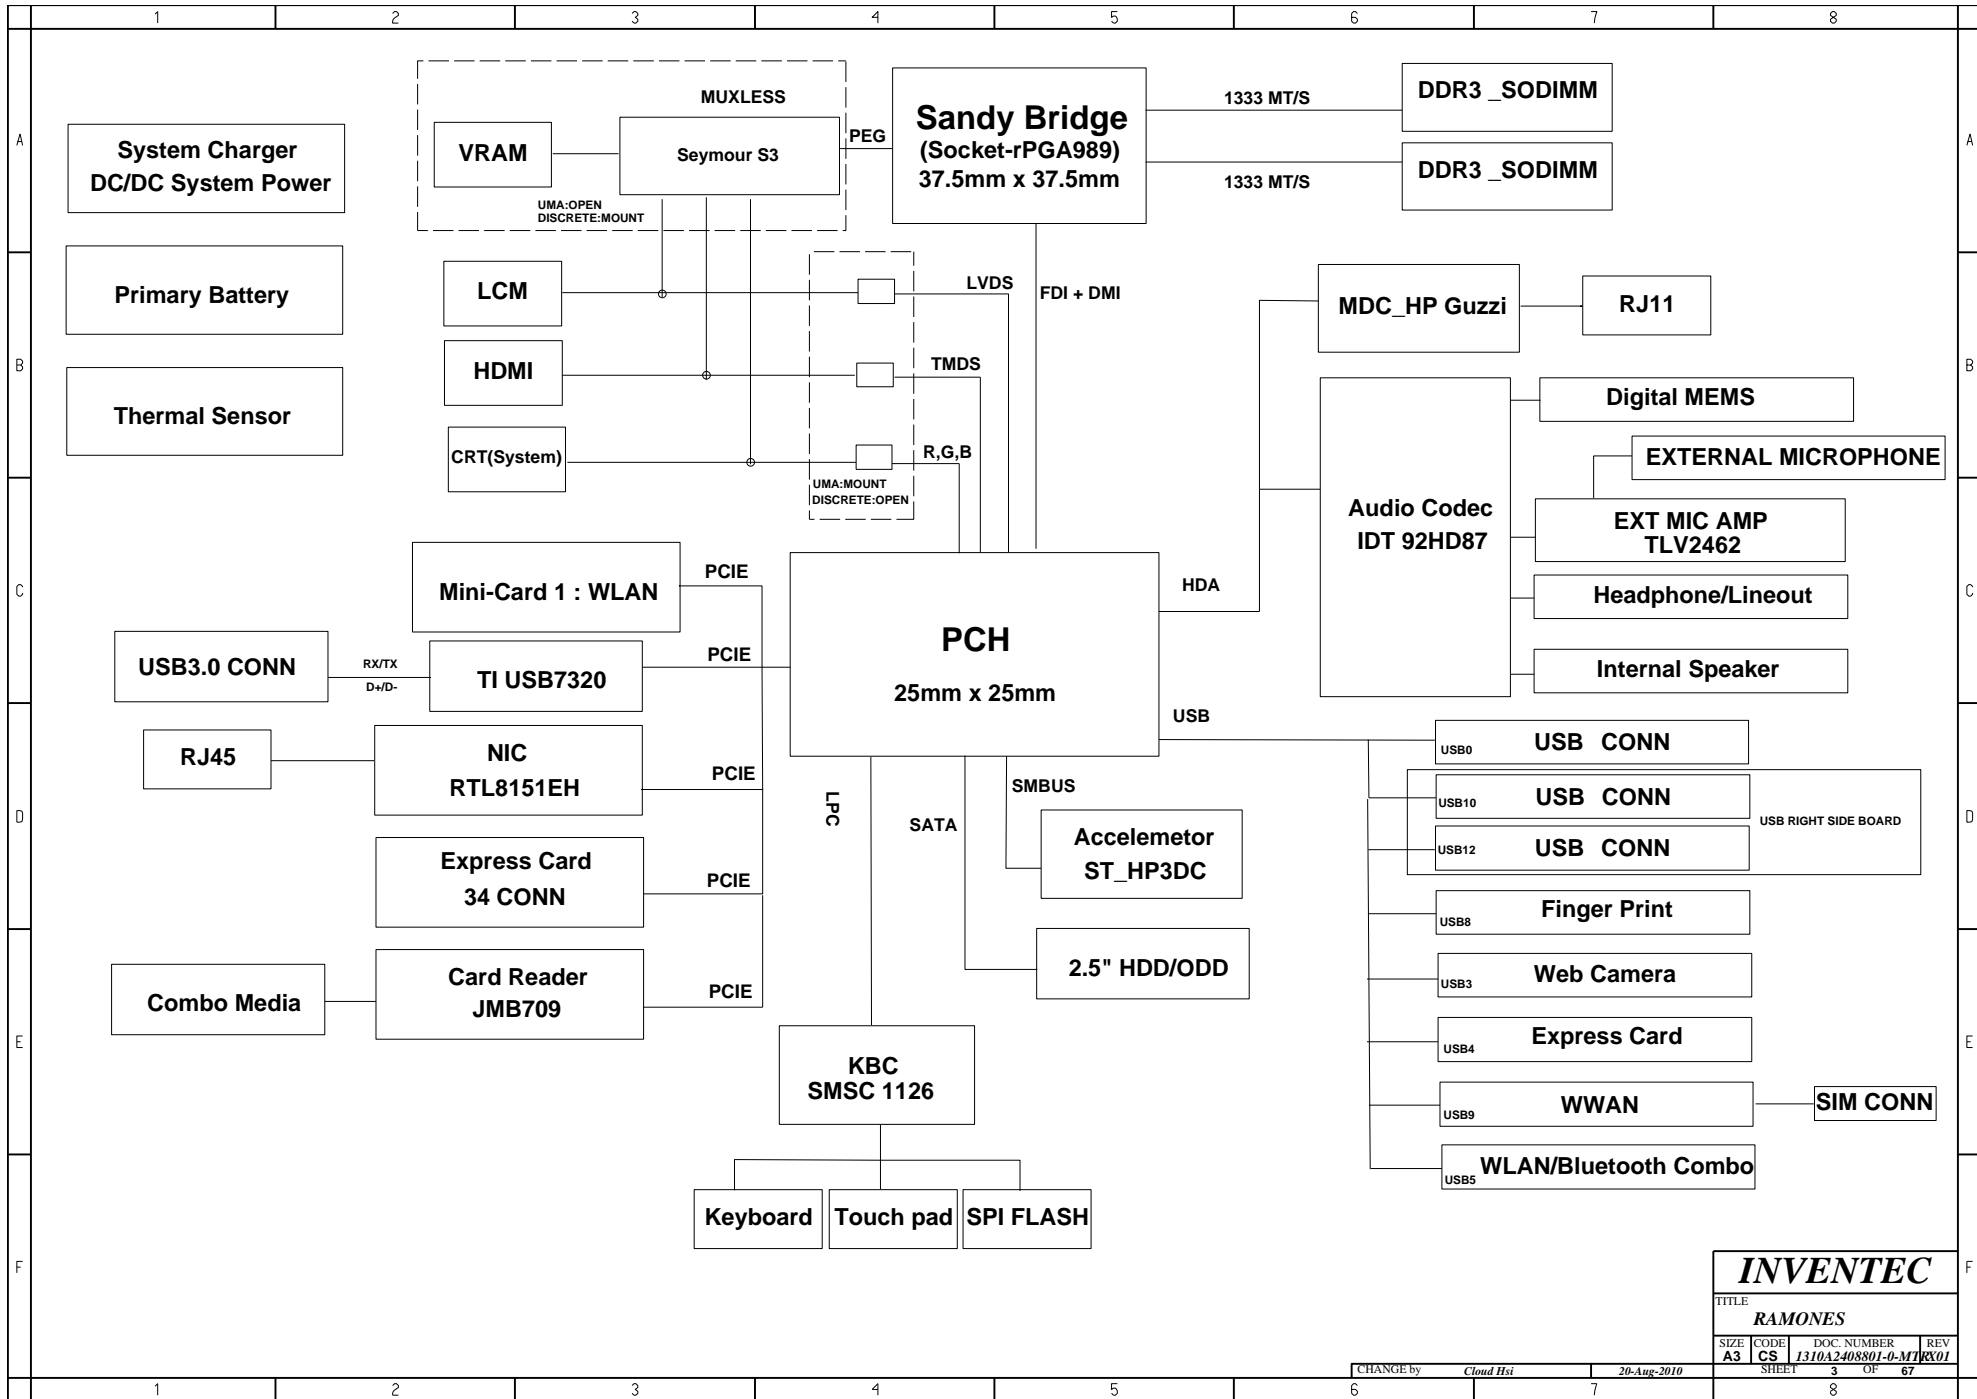 1 2 3 4 5 6 7 8
A
B
C
D
E
F
System Charger
DC/DC System Power
Primary Battery
Thermal Sensor
MUXLESS
VRAM
Seymour S3
UMA:OPEN
DISCRETE:MOUNT
PEG
Sandy Bridge
(Socket-rPGA989)
37.5mm x 37.5mm
1333 MT/S
DDR3 _SODIMM
1333 MT/S
DDR3 _SODIMM
LCM
HDMI
CRT(System)
LVDS
TMDS
R,G,B
UMA:MOUNT
DISCRETE:OPEN
FDI + DMI
MDC_HP Guzzi
RJ11
Audio Codec
IDT 92HD87
Digital MEMS
EXTERNAL MICROPHONE
EXT MIC AMP
TLV2462
Headphone/Lineout
Internal Speaker
HDA
PCH
25mm x 25mm
Mini-Card 1 : WLAN
PCIE
USB3.0 CONN
RX/TX
D+/D-
TI USB7320
PCIE
RJ45
NIC
RTL8151EH
PCIE
Express Card
34 CONN
PCIE
Combo Media
Card Reader
JMB709
PCIE
LPC
SATA
SMBUS
Accelemetor
ST_HP3DC
2.5" HDD/ODD
KBC
SMSC 1126
Keyboard
Touch pad
SPI FLASH
USB
USB0 USB CONN
USB10 USB CONN
USB12 USB CONN
USB RIGHT SIDE BOARD
USB8 Finger Print
USB3 Web Camera
USB4 Express Card
USB9 WWAN
SIM CONN
USB5 WLAN/Bluetooth Combo
INVENTEC
TITLE
RAMONES
SIZE CODE DOC. NUMBER REV
A3 CS 1310A2408801-0-MTR X01
CHANGE by Cloud Hsi 20-Aug-2010 SHEET 3 OF 67
A
B
C
D
E
F
1 2 3 4 5 6 7 8